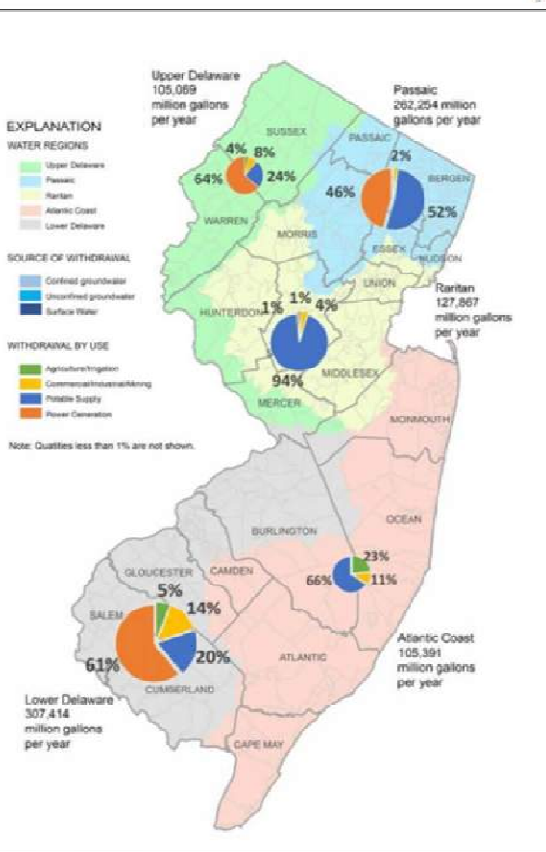 Upper Delaware
105,069
million gallons
per year
Passaic
262,254 million
gallons per year
EXPLANATION
WATER REGIONS
Upper Delaware
Passaic
Raritan
Atlantic Coast
Lower Delaware
SOURCE OF WITHDRAWAL
Confined groundwater
Unconfined groundwater
Surface Water
WITHDRAWAL BY USE
Agriculture/Irrigation
Commercial/Industrial/Mining
Potable Supply
Power Generation
Note: Quatities less than 1% are not shown.
SUSSEX
PASSAIC
4% 8%
64%
24%
2%
46%
BERGEN
52%
WARREN
MORRIS
ESSEX
HUDSON
UNION
Raritan
127,867
million gallons
per year
HUNTERDON
1%
1%
4%
94%
MIDDLESEX
MERCER
MONMOUTH
OCEAN
BURLINGTON
23%
66%
11%
GLOUCESTER
CAMDEN
5%
14%
SALEM
61%
20%
ATLANTIC
CUMBERLAND
Atlantic Coast
105,391
million gallons
per year
Lower Delaware
307,414
million gallons
per year
CAPE MAY